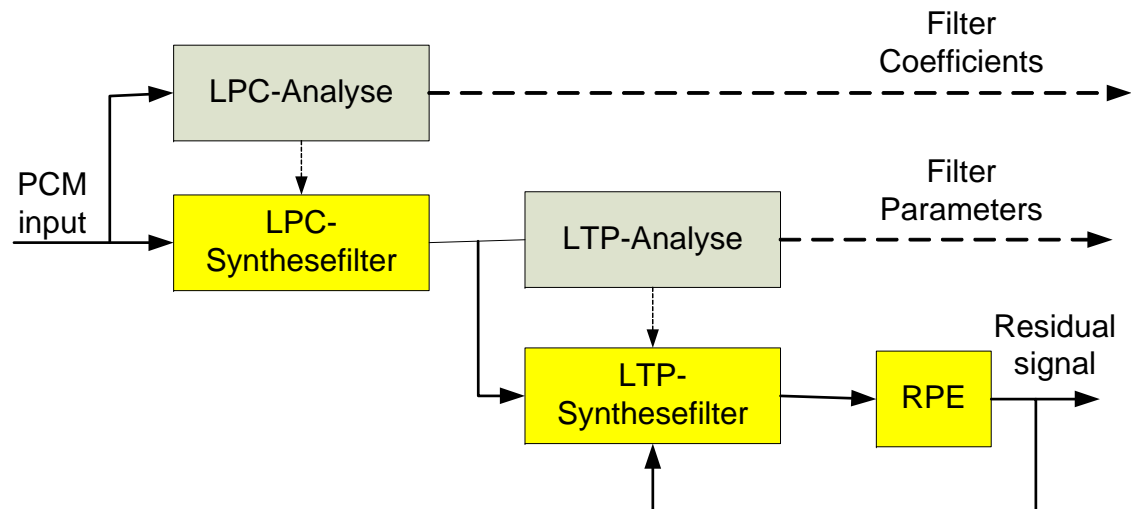 Filter
Coefficients
LPC-Analyse
PCM
input
Filter
Parameters
LPC-
Synthesefilter
LTP-Analyse
Residual
signal
LTP-
Synthesefilter
RPE